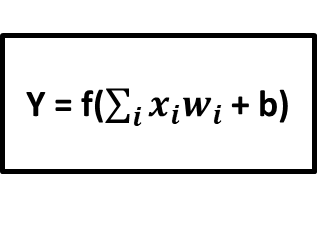 Y = f(∑ᵢ xᵢwᵢ + b)